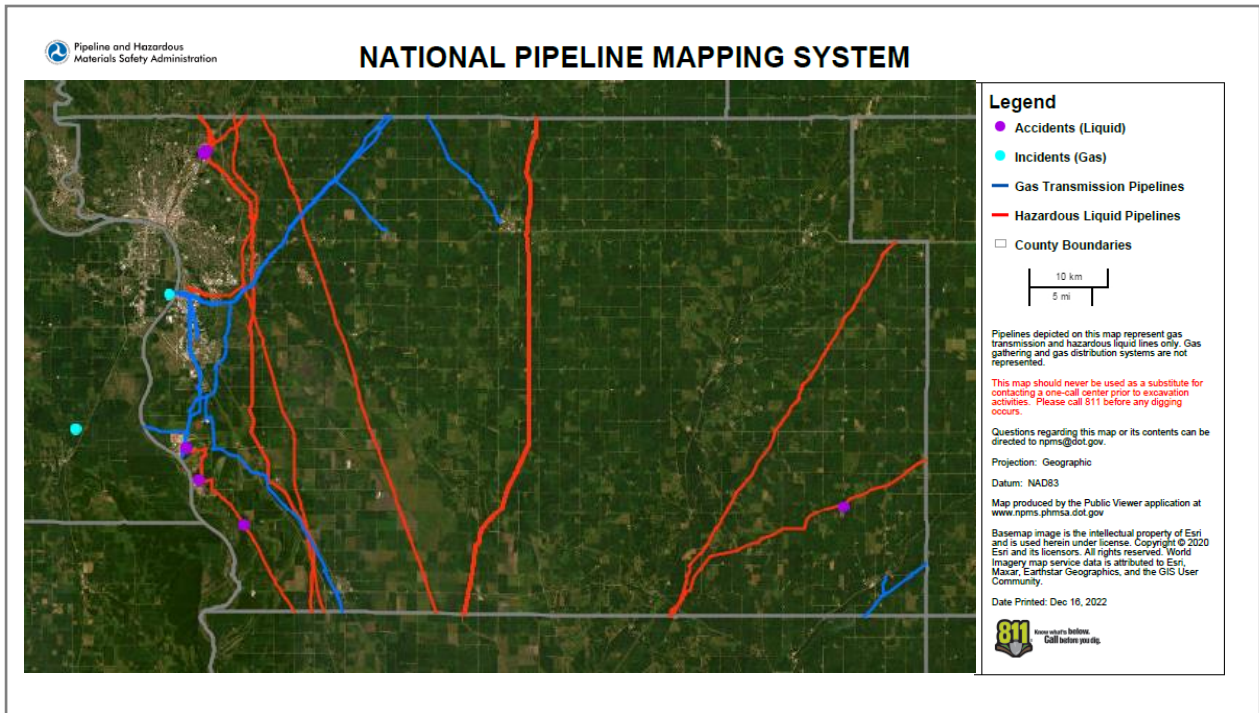 Pipeline and Hazardous
Materials Safety Administration
NATIONAL PIPELINE MAPPING SYSTEM
Legend
Accidents (Liquid)
Incidents (Gas)
Gas Transmission Pipelines
Hazardous Liquid Pipelines
County Boundaries
10 km
5 mi
Pipelines depicted on this map represent gas
transmission and hazardous liquid lines only. Gas
gathering and gas distribution systems are not
represented.
This map should never be used as a substitute for
contacting a one-call center prior to excavation
activities. Please call 811 before any digging
occurs.
Questions regarding this map or its contents can be
directed to npms@dot.gov.
Projection: Geographic
Datum: NAD83
Map produced by the Public Viewer application at
www.npms.phmsa.dot.gov
Basemap image is the intellectual property of Esri
and is used herein under license. Copyright © 2020
Esri and its licensors. All rights reserved. World
Imagery map service data is attributed to Esri,
Maxar, Earthstar Geographics, and the GIS User
Community.
Date Printed: Dec 16, 2022
811
Know what's below.
Call before you dig.